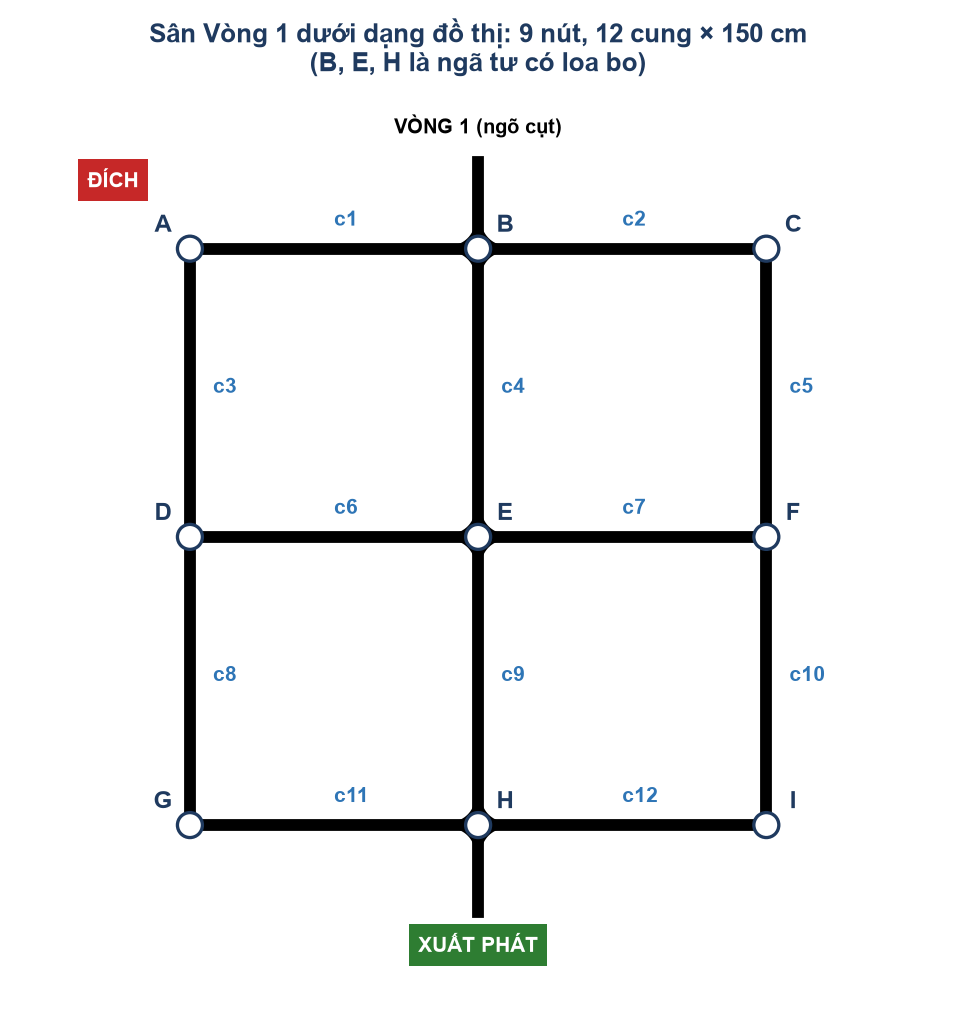 Sân Vòng 1 dưới dạng đồ thị: 9 nút, 12 cung × 150 cm
(B, E, H là ngã tư có loa bo)
VÒNG 1 (ngõ cụt)
ĐÍCH
A
c1
B
c2
C
c3
c4
c5
D
c6
E
c7
F
c8
c9
c10
G
c11
H
c12
I
XUẤT PHÁT